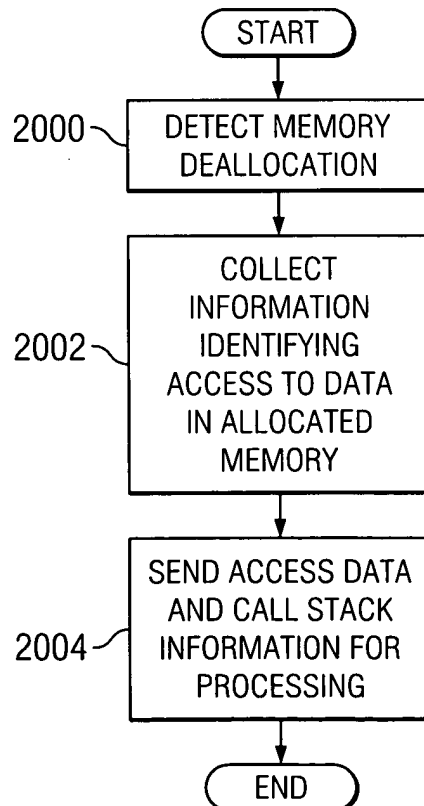 START
2000
DETECT MEMORY
DEALLOCATION
2002
COLLECT
INFORMATION
IDENTIFYING
ACCESS TO DATA
IN ALLOCATED
MEMORY
2004
SEND ACCESS DATA
AND CALL STACK
INFORMATION FOR
PROCESSING
END